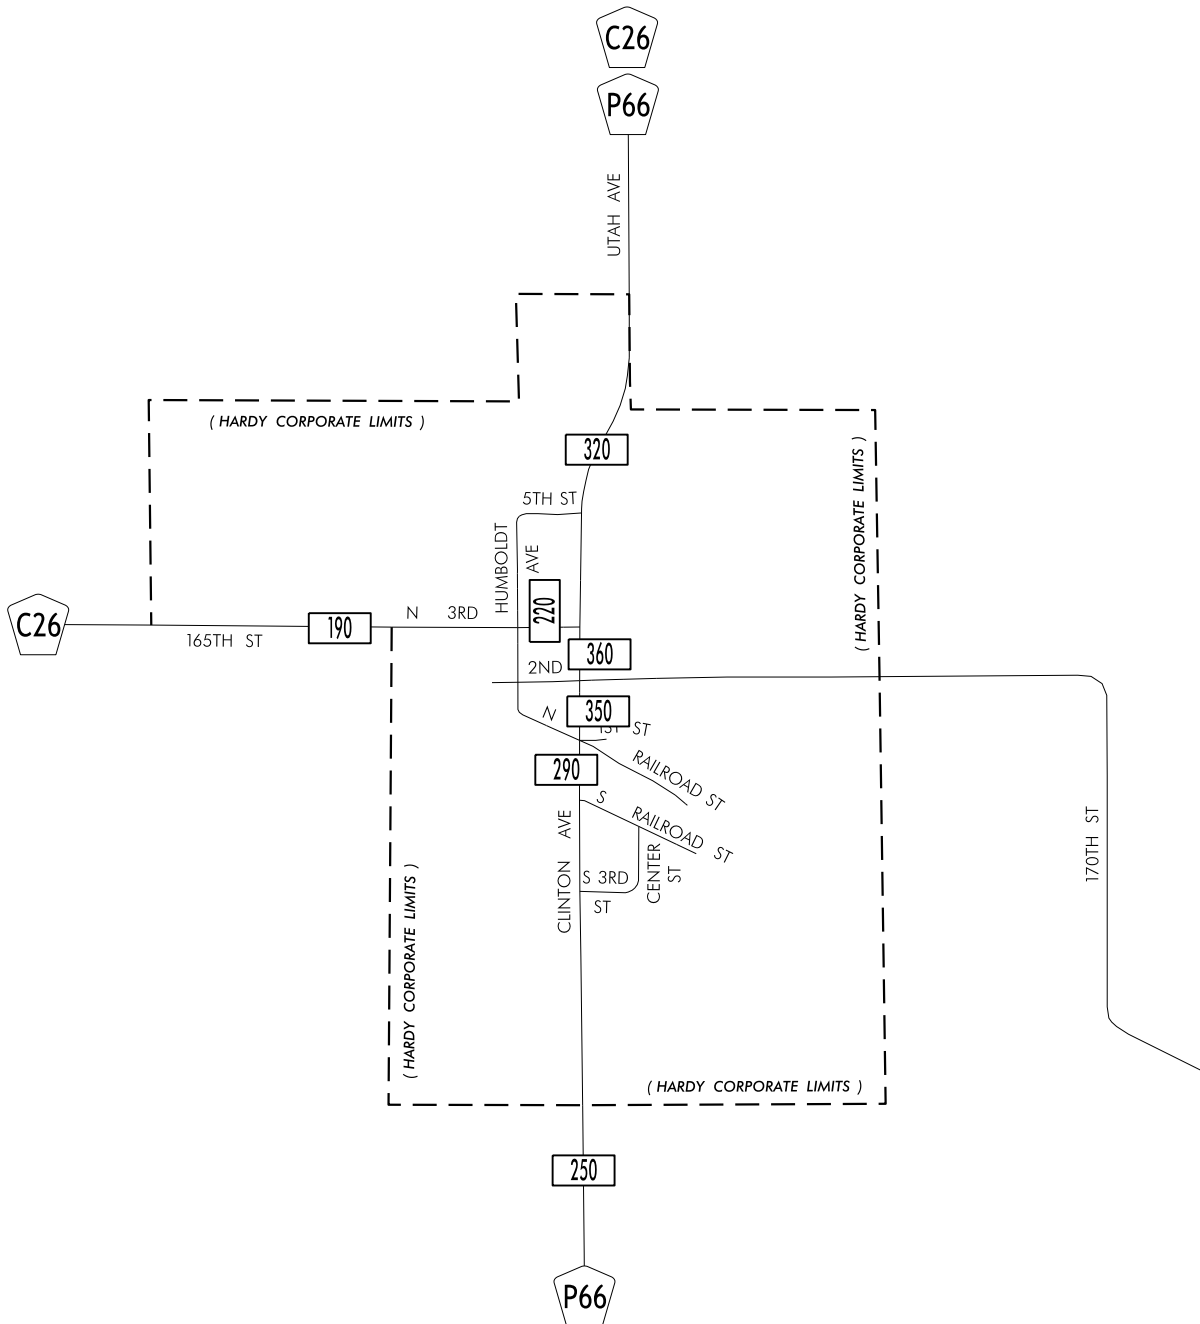 C26
P66
UTAH AVE
( HARDY CORPORATE LIMITS )
320
( HARDY CORPORATE LIMITS )
5TH ST
HUMBOLDT
AVE
220
C26
165TH ST
190
N 3RD
360
2ND
N
350
1ST ST
290
RAILROAD ST
S RAILROAD ST
CLINTON AVE
S 3RD
ST
CENTER
ST
170TH ST
( HARDY CORPORATE LIMITS )
( HARDY CORPORATE LIMITS )
250
P66